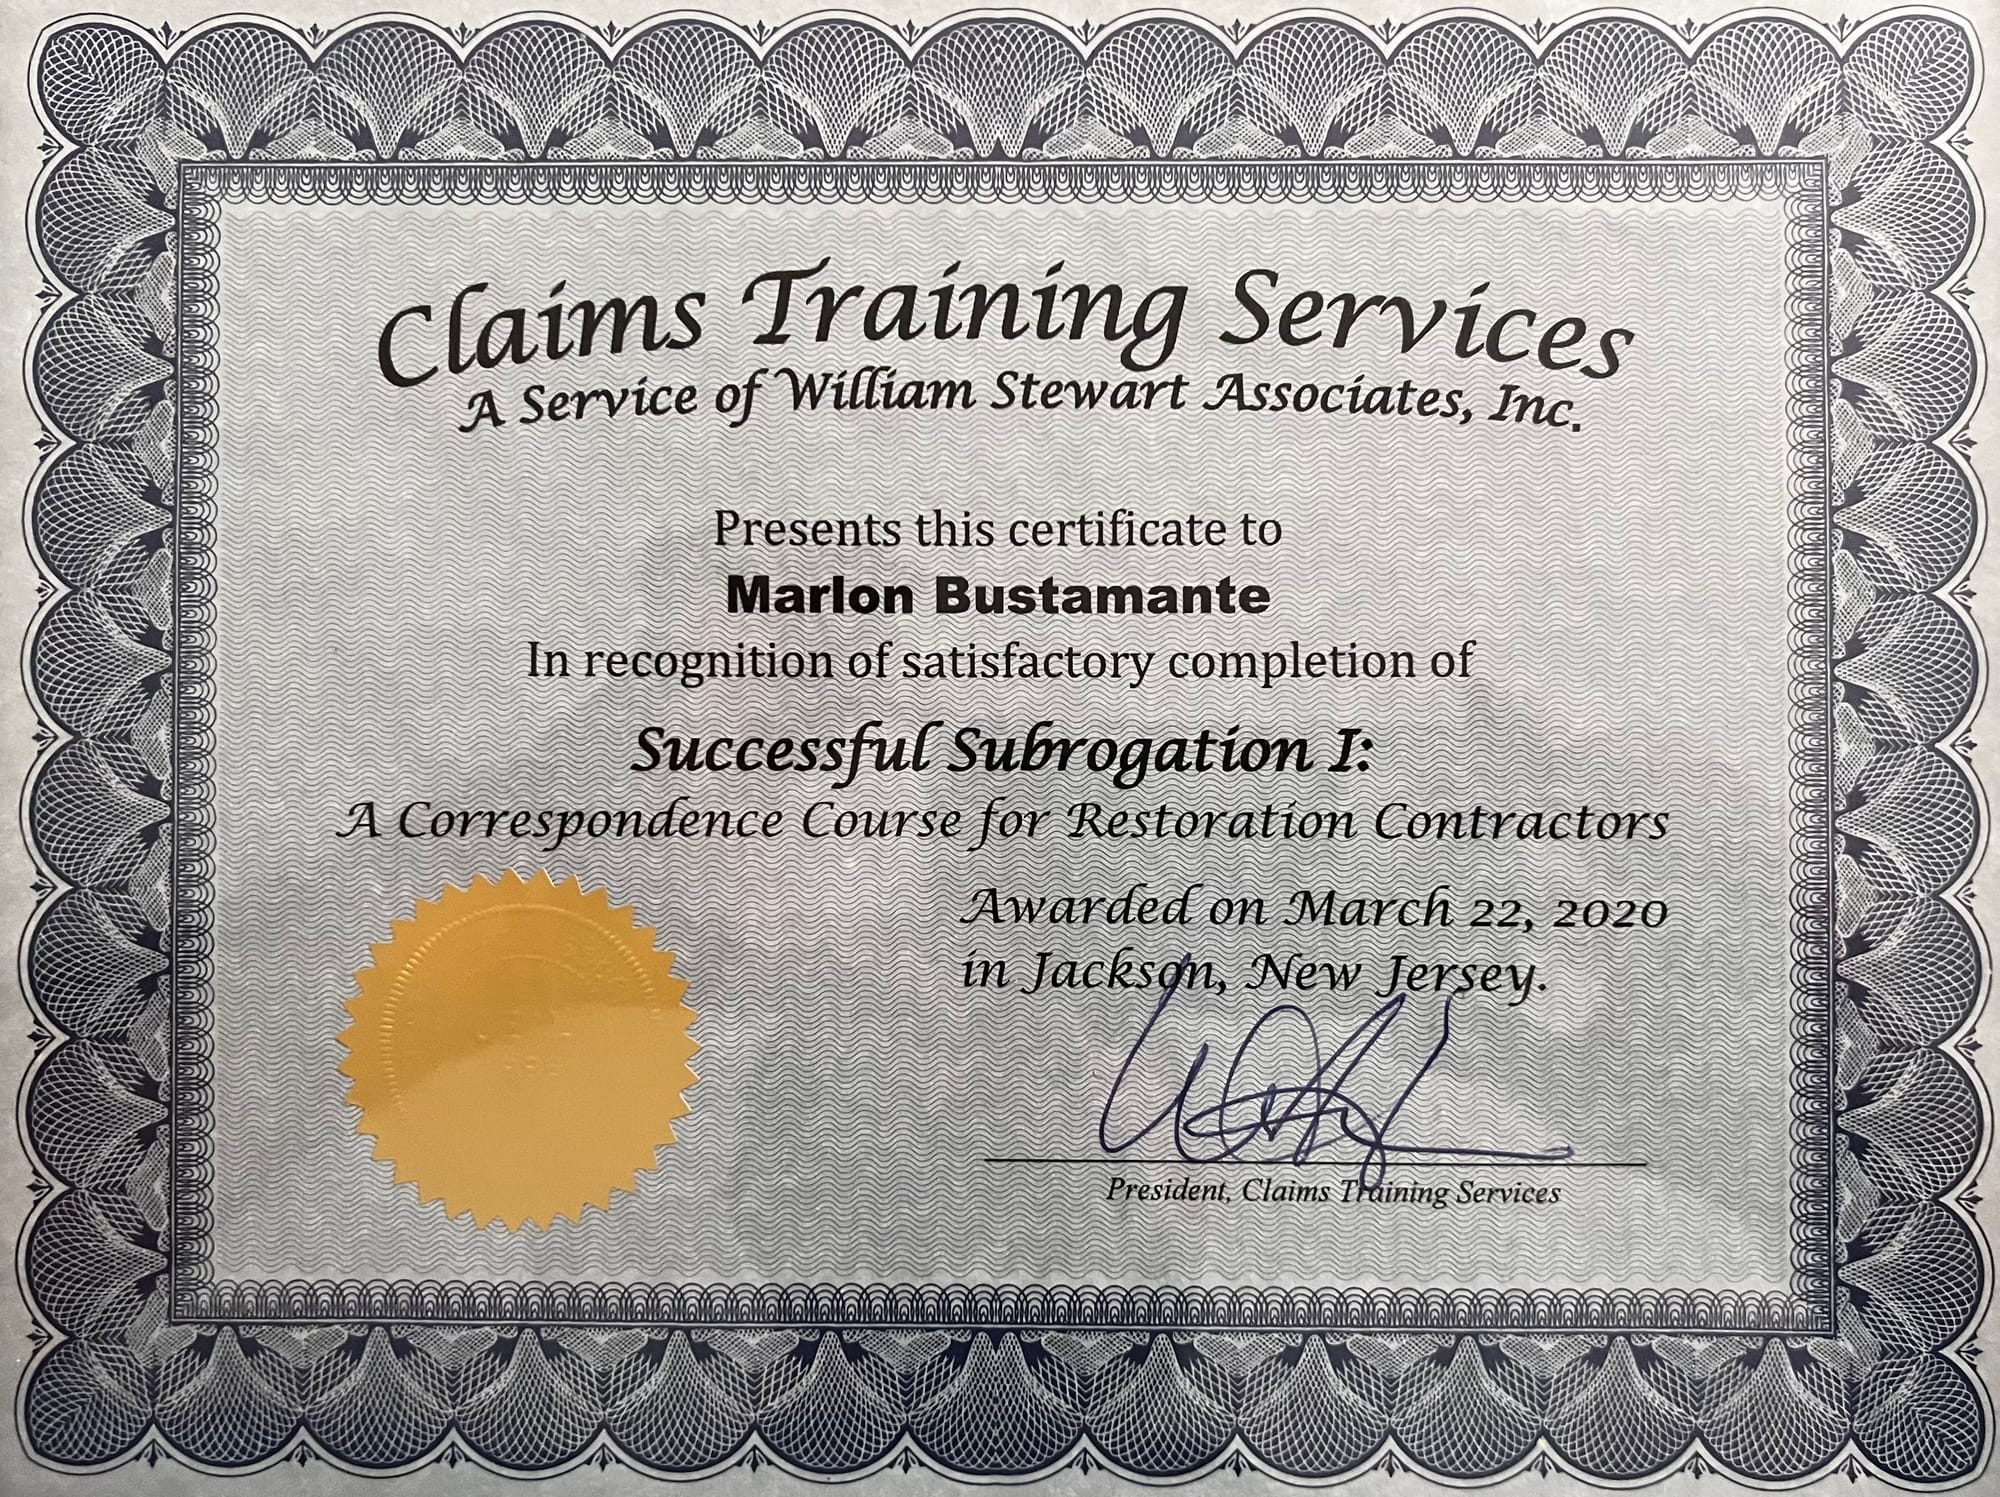 Claims Training Services
A Service of William Stewart Associates, Inc.
Presents this certificate to
Marlon Bustamante
In recognition of satisfactory completion of
Successful Subrogation I:
A Correspondence Course for Restoration Contractors
Awarded on March 22, 2020
in Jackson, New Jersey.
President, Claims Training Services